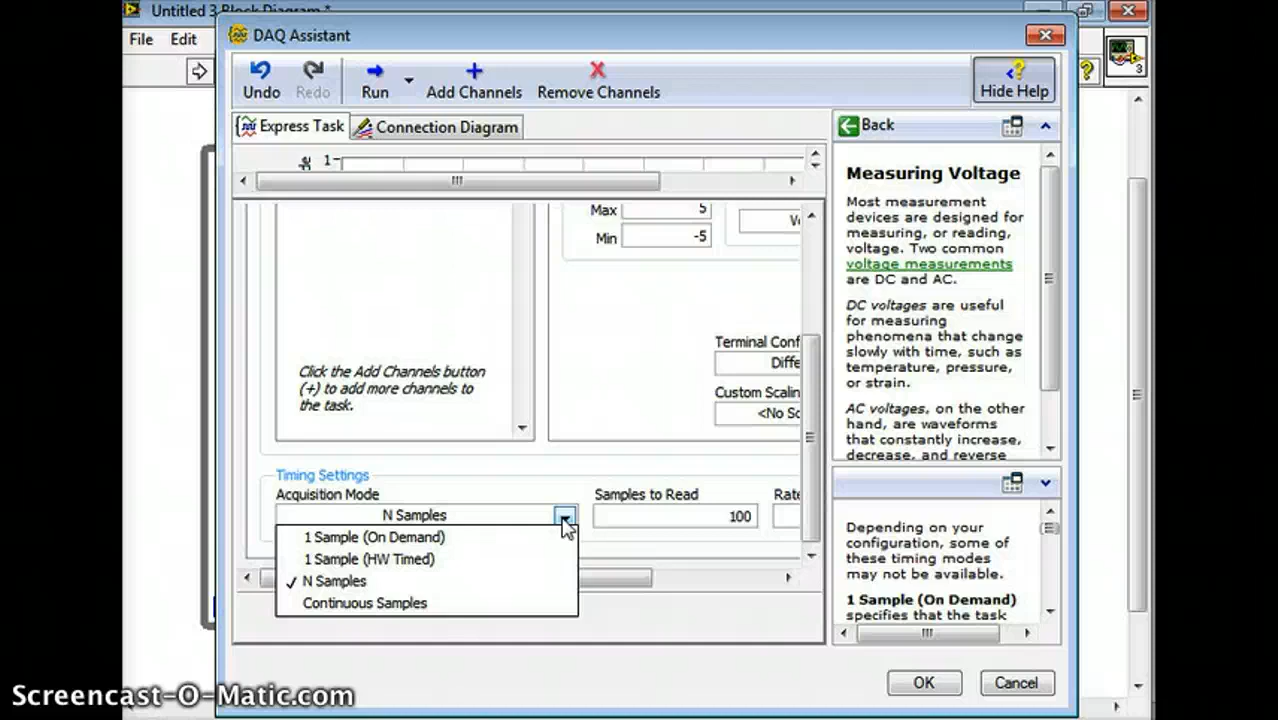 Untitled 3 Block Diagram *
File Edit
DAQ Assistant
Undo Redo Run Add Channels Remove Channels Hide Help
Express Task Connection Diagram
Back
1
Measuring Voltage
Most measurement
devices are designed for
measuring, or reading,
voltage. Two common
voltage measurements
are DC and AC.
DC voltages are useful
for measuring
phenomena that change
slowly with time, such as
temperature, pressure,
or strain.
AC voltages, on the other
hand, are waveforms
that constantly increase,
decrease, and reverse
Max 5
Min -5
Terminal Conf
Diffe
Custom Scalin
<No Sc
Click the Add Channels button
(+) to add more channels to
the task.
Timing Settings
Acquisition Mode Samples to Read Rate
N Samples 100
1 Sample (On Demand)
1 Sample (HW Timed)
✓ N Samples
Continuous Samples
Depending on your
configuration, some of
these timing modes
may not be available.
1 Sample (On Demand)
specifies that the task
OK Cancel
3
Screencast-O-Matic.com